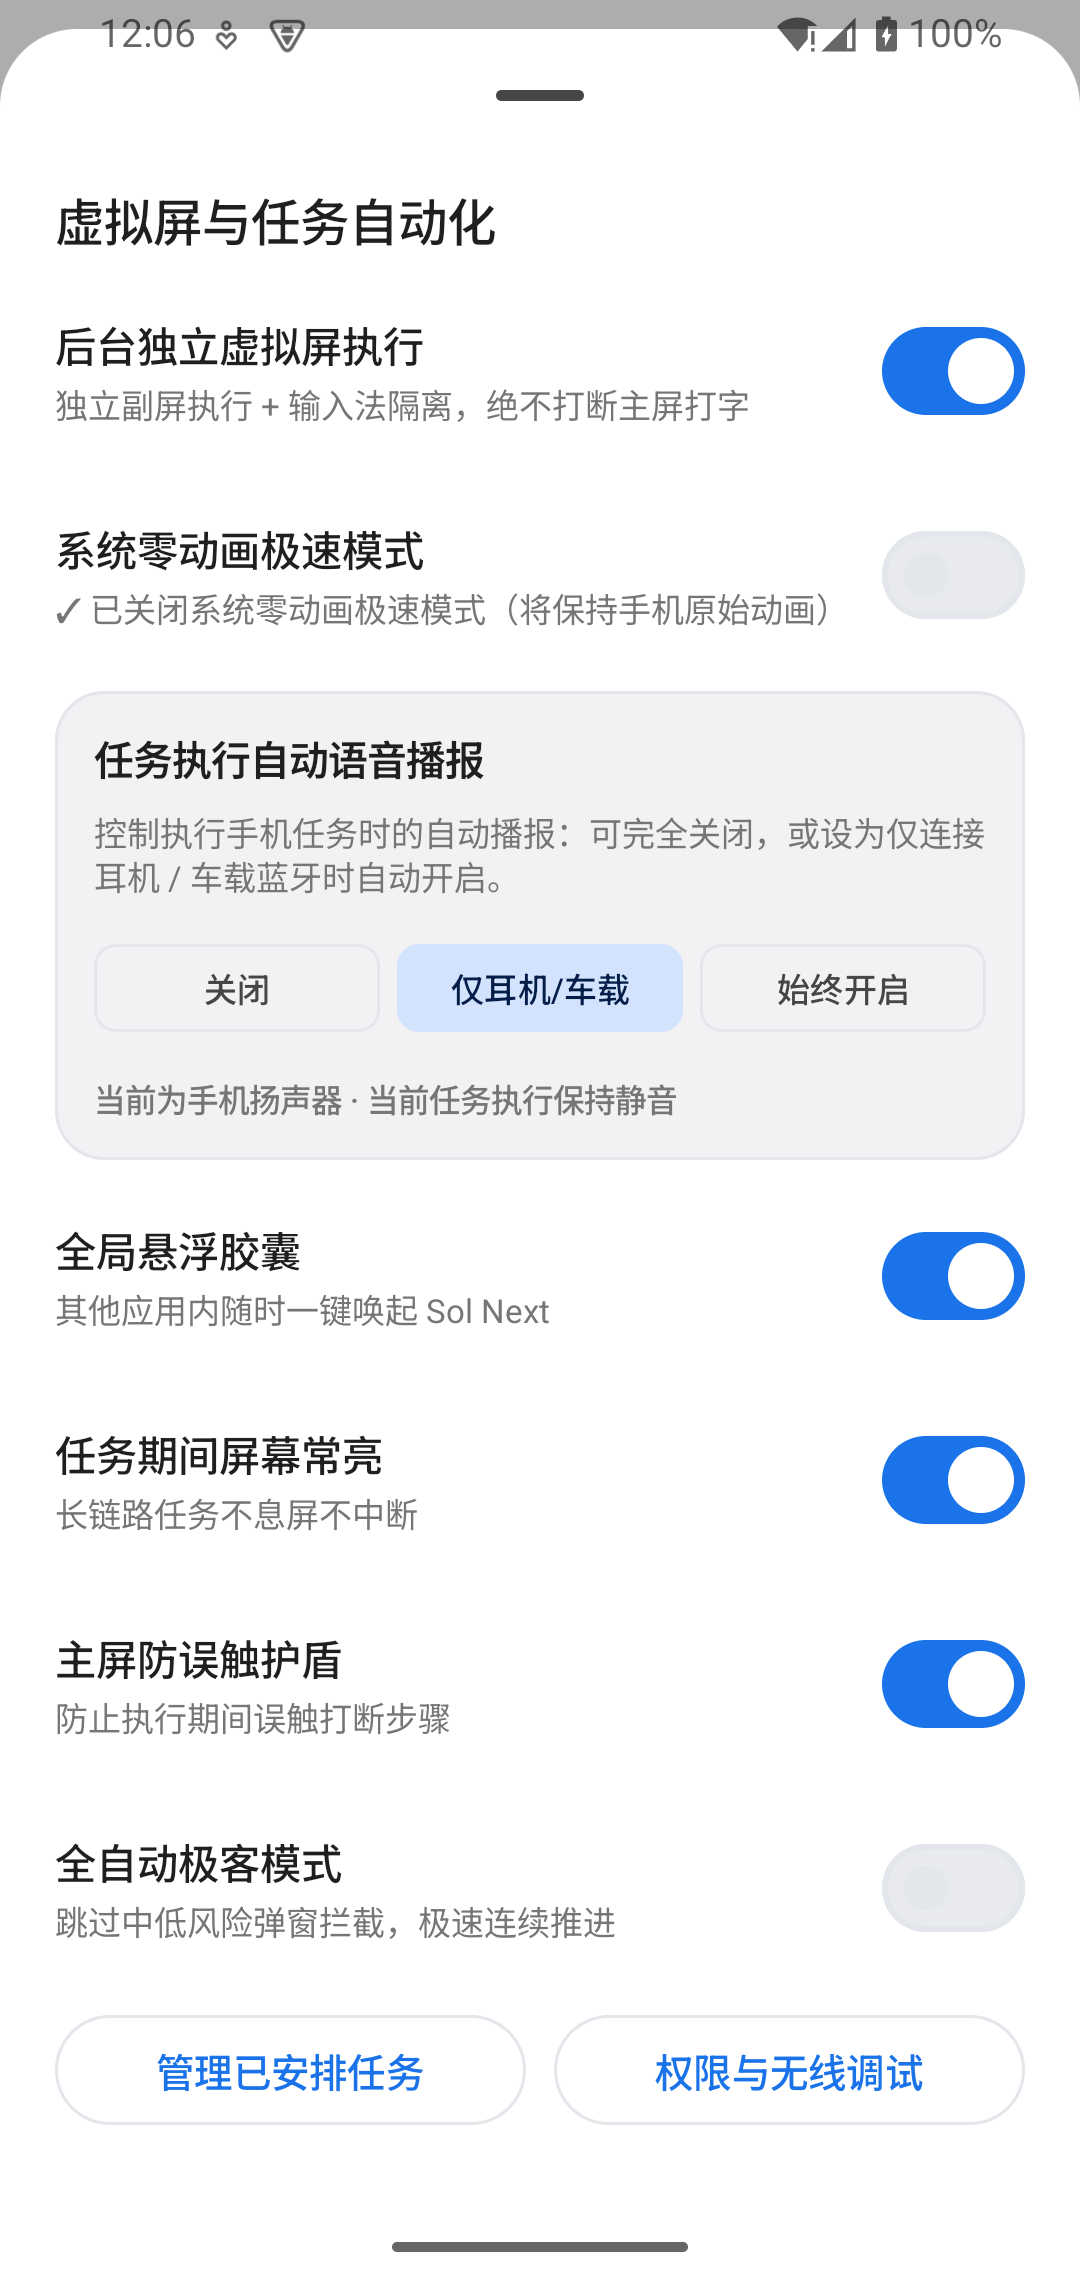 12:06
100%
虚拟屏与任务自动化
后台独立虚拟屏执行
独立副屏执行 + 输入法隔离，绝不打断主屏打字
系统零动画极速模式
✓ 已关闭系统零动画极速模式（将保持手机原始动画）
任务执行自动语音播报
控制执行手机任务时的自动播报：可完全关闭，或设为仅连接
耳机 / 车载蓝牙时自动开启。
关闭
仅耳机/车载
始终开启
当前为手机扬声器 · 当前任务执行保持静音
全局悬浮胶囊
其他应用内随时一键唤起 Sol Next
任务期间屏幕常亮
长链路任务不息屏不中断
主屏防误触护盾
防止执行期间误触打断步骤
全自动极客模式
跳过中低风险弹窗拦截，极速连续推进
管理已安排任务
权限与无线调试